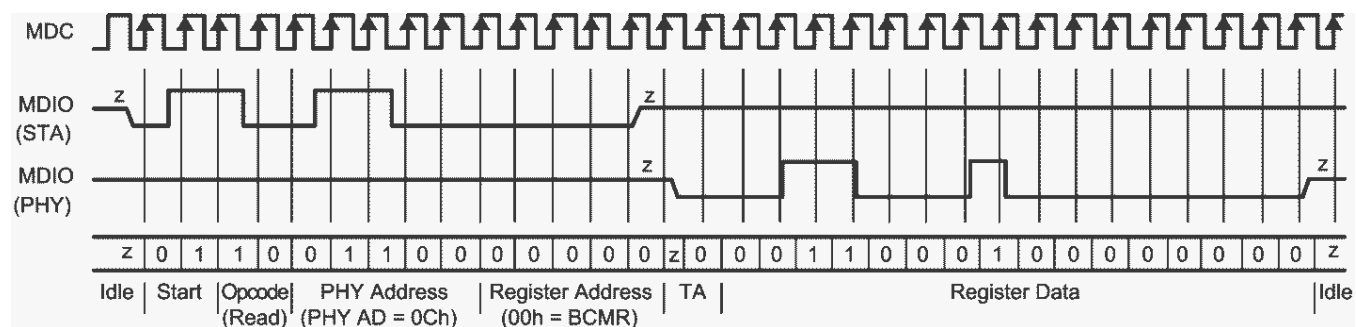 MDC
MDIO
(STA)
z
z
MDIO
(PHY)
z
z
z 0 1 1 0 0 1 1 0 0 0 0 0 0 0 z 0 0 0 1 1 0 0 0 1 0 0 0 0 0 0 0 0 z
Idle Start Opcode PHY Address Register Address TA Register Data Idle
(Read) (PHY AD = 0Ch) (00h = BCMR)